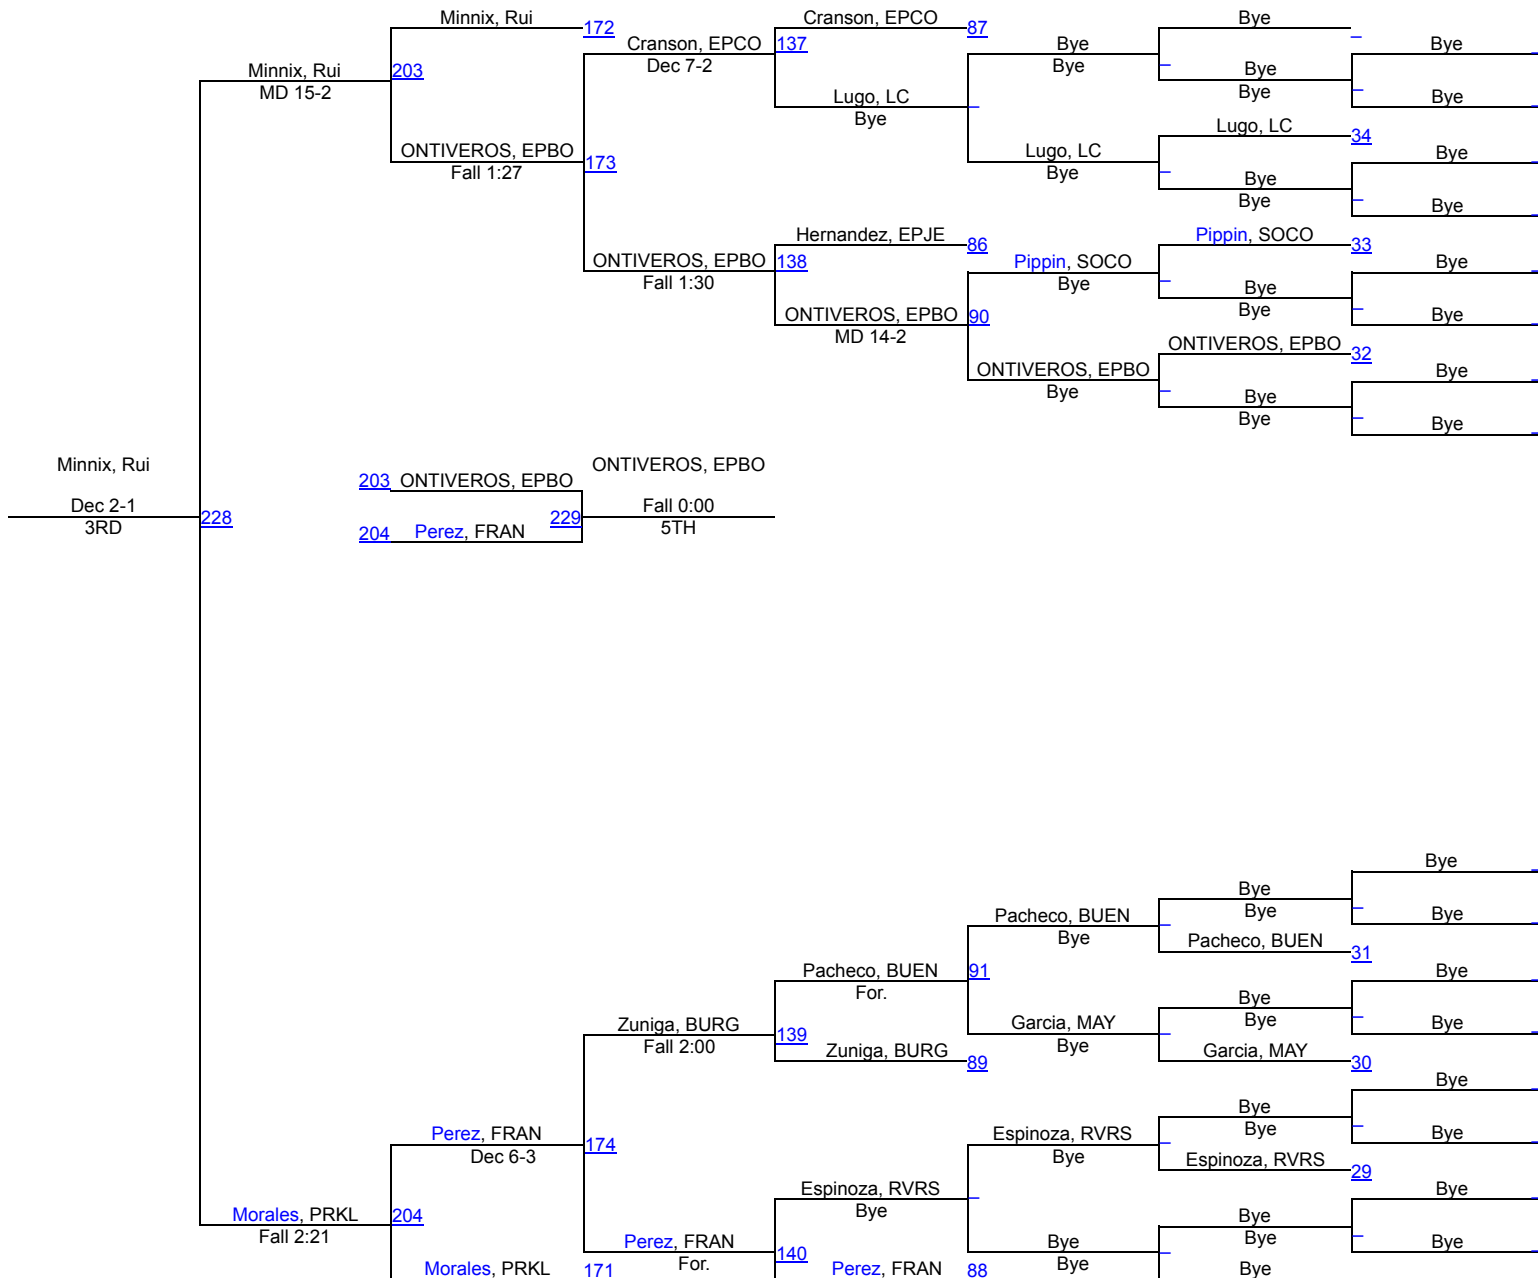 Minnix, Rui
172
203
Minnix, Rui
MD 15-2
ONTIVEROS, EPBO
Fall 1:27
173
Cranson, EPCO
Dec 7-2
137
Cranson, EPCO
87
Lugo, LC
Bye
Bye
Bye
Lugo, LC
Bye
Bye
Bye
Bye
Bye
Bye
Lugo, LC
34
Bye
Bye
Bye
Bye
ONTIVEROS, EPBO
Fall 1:30
138
Hernandez, EPJE
86
ONTIVEROS, EPBO
MD 14-2
90
Pippin, SOCO
Bye
Pippin, SOCO
33
Bye
Bye
Bye
Bye
ONTIVEROS, EPBO
Bye
ONTIVEROS, EPBO
32
Bye
Bye
Bye
Bye
Minnix, Rui
Dec 2-1
3RD
228
203 ONTIVEROS, EPBO
204 Perez, FRAN
229
ONTIVEROS, EPBO
Fall 0:00
5TH
Bye
Bye
Bye
Bye
Pacheco, BUEN
Bye
Pacheco, BUEN
31
Pacheco, BUEN
For.
91
Bye
Bye
Bye
Bye
Garcia, MAY
Bye
Garcia, MAY
30
Zuniga, BURG
Fall 2:00
139
Zuniga, BURG
89
Perez, FRAN
Dec 6-3
174
Bye
Bye
Bye
Bye
Espinoza, RVRS
Bye
Espinoza, RVRS
29
Espinoza, RVRS
Bye
Bye
Bye
Bye
Bye
Bye
Bye
Morales, PRKL
Fall 2:21
204
Perez, FRAN
For.
140
Perez, FRAN
88
Morales, PRKL
171
Bye